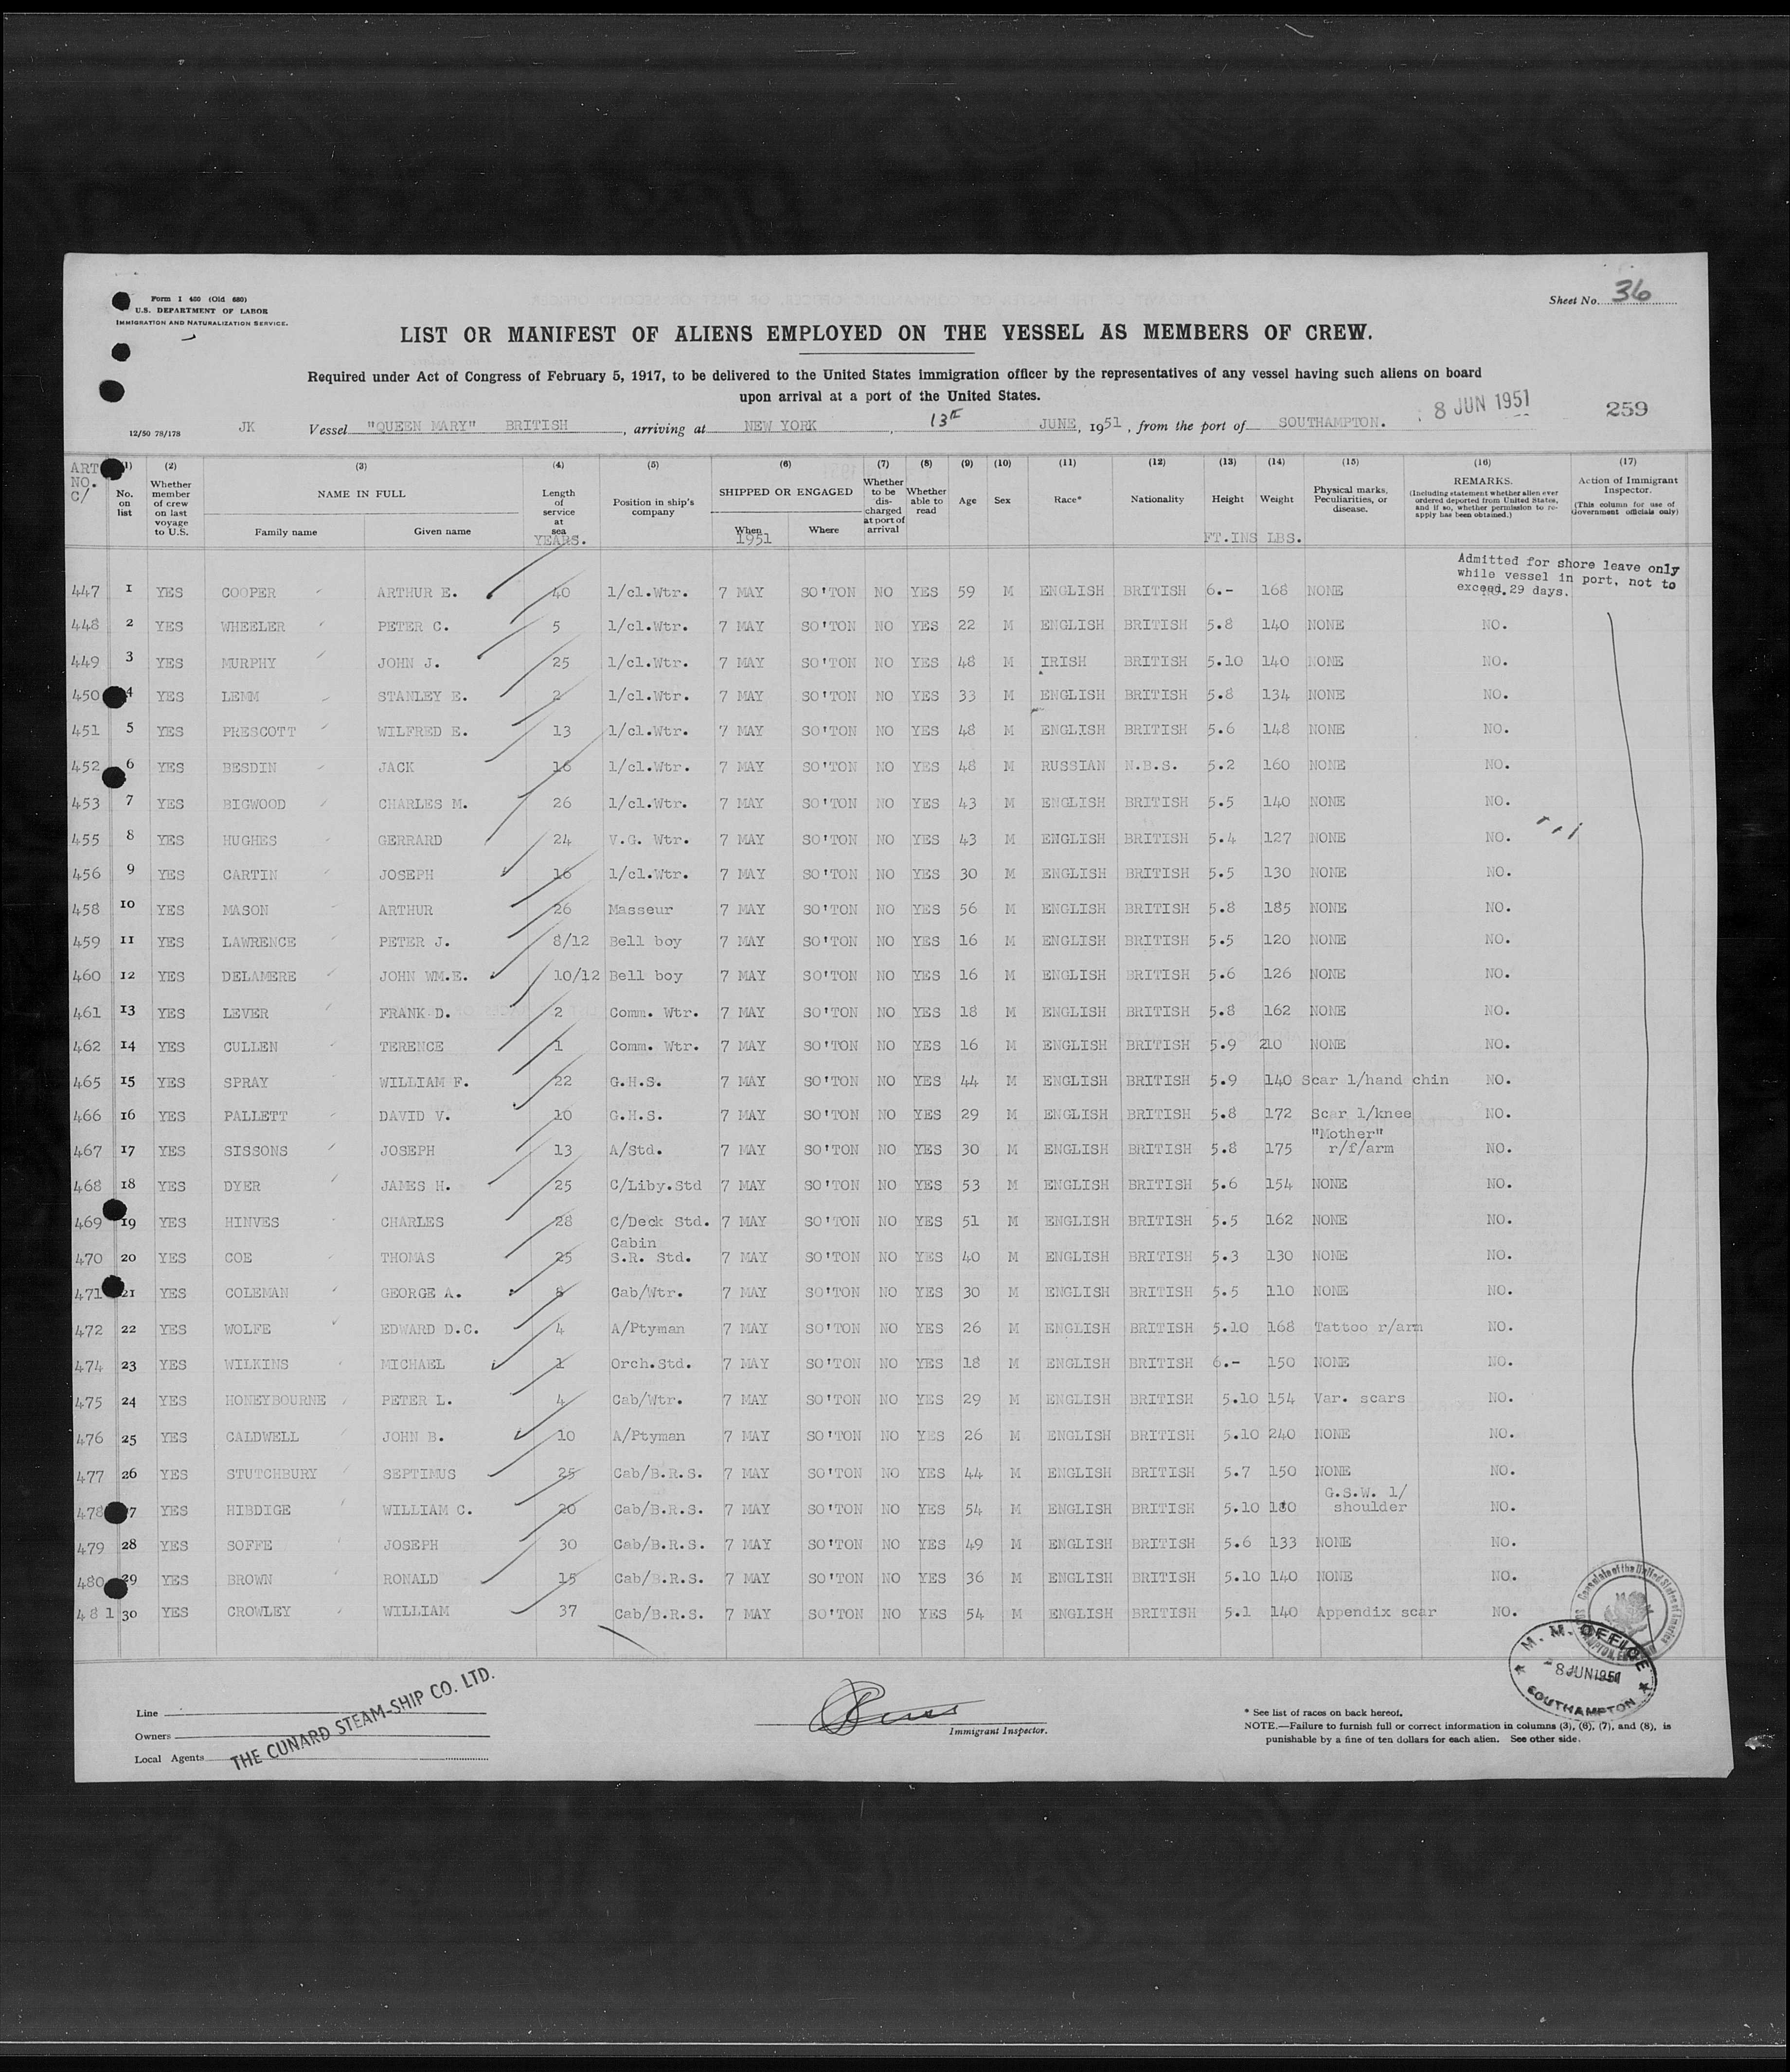 Form I 460 (Old 680)
U.S. DEPARTMENT OF LABOR
IMMIGRATION AND NATURALIZATION SERVICE.
Sheet No. 36
LIST OR MANIFEST OF ALIENS EMPLOYED ON THE VESSEL AS MEMBERS OF CREW.
Required under Act of Congress of February 5, 1917, to be delivered to the United States immigration officer by the representatives of any vessel having such aliens on board
upon arrival at a port of the United States.
8 JUN 1951
259
12/50 78/178 JK Vessel "QUEEN MARY" BRITISH, arriving at NEW YORK, 13th JUNE, 1951, from the port of SOUTHAMPTON.
ART NO. C/ (1) No. on list (2) Whether member of crew on last voyage to U.S. (3) NAME IN FULL Family name Given name (4) Length of service at sea YEARS. (5) Position in ship's company (6) SHIPPED OR ENGAGED When 1951 Where (7) Whether to be discharged at port of arrival (8) Whether able to read (9) Age (10) Sex (11) Race* (12) Nationality (13) Height FT.INS (14) Weight LBS. (15) Physical marks, Peculiarities, or disease. (16) REMARKS. (Including statement whether alien ever ordered deported from United States, and if so, whether permission to reapply has been obtained.) (17) Action of Immigrant Inspector. (This column for use of Government officials only)
Admitted for shore leave only
while vessel in port, not to
exceed 29 days.
447 1 YES COOPER ARTHUR E. 40 1/cl.Wtr. 7 MAY SO'TON NO YES 59 M ENGLISH BRITISH 6.- 168 NONE
448 2 YES WHEELER PETER C. 5 1/cl.Wtr. 7 MAY SO'TON NO YES 22 M ENGLISH BRITISH 5.8 140 NONE NO.
449 3 YES MURPHY JOHN J. 25 1/cl.Wtr. 7 MAY SO'TON NO YES 48 M IRISH BRITISH 5.10 140 NONE NO.
450 4 YES LEMM STANLEY E. 2 1/cl.Wtr. 7 MAY SO'TON NO YES 33 M ENGLISH BRITISH 5.8 134 NONE NO.
451 5 YES PRESCOTT WILFRED E. 13 1/cl.Wtr. 7 MAY SO'TON NO YES 48 M ENGLISH BRITISH 5.6 148 NONE NO.
452 6 YES BESDIN JACK 16 1/cl.Wtr. 7 MAY SO'TON NO YES 48 M RUSSIAN N.B.S. 5.2 160 NONE NO.
453 7 YES BIGWOOD CHARLES M. 26 1/cl.Wtr. 7 MAY SO'TON NO YES 43 M ENGLISH BRITISH 5.5 140 NONE NO.
455 8 YES HUGHES GERRARD 24 V.G. Wtr. 7 MAY SO'TON NO YES 43 M ENGLISH BRITISH 5.4 127 NONE NO.
456 9 YES CARTIN JOSEPH 16 1/cl.Wtr. 7 MAY SO'TON NO YES 30 M ENGLISH BRITISH 5.5 130 NONE NO.
458 10 YES MASON ARTHUR 26 Masseur 7 MAY SO'TON NO YES 56 M ENGLISH BRITISH 5.8 185 NONE NO.
459 11 YES LAWRENCE PETER J. 8/12 Bell boy 7 MAY SO'TON NO YES 16 M ENGLISH BRITISH 5.5 120 NONE NO.
460 12 YES DELAMERE JOHN WM.E. 10/12 Bell boy 7 MAY SO'TON NO YES 16 M ENGLISH BRITISH 5.6 126 NONE NO.
461 13 YES LEVER FRANK D. 2 Comm. Wtr. 7 MAY SO'TON NO YES 18 M ENGLISH BRITISH 5.8 162 NONE NO.
462 14 YES CULLEN TERENCE 1 Comm. Wtr. 7 MAY SO'TON NO YES 16 M ENGLISH BRITISH 5.9 210 NONE NO.
465 15 YES SPRAY WILLIAM F. 22 G.H.S. 7 MAY SO'TON NO YES 44 M ENGLISH BRITISH 5.9 140 Scar l/hand chin NO.
466 16 YES PALLETT DAVID V. 10 G.H.S. 7 MAY SO'TON NO YES 29 M ENGLISH BRITISH 5.8 172 Scar l/knee NO.
467 17 YES SISSONS JOSEPH 13 A/Std. 7 MAY SO'TON NO YES 30 M ENGLISH BRITISH 5.8 175 "Mother" r/f/arm NO.
468 18 YES DYER JAMES H. 25 C/Liby.Std 7 MAY SO'TON NO YES 53 M ENGLISH BRITISH 5.6 154 NONE NO.
469 19 YES HINVES CHARLES 28 C/Deck Std. 7 MAY SO'TON NO YES 51 M ENGLISH BRITISH 5.5 162 NONE NO.
470 20 YES COE THOMAS 25 Cabin S.R. Std. 7 MAY SO'TON NO YES 40 M ENGLISH BRITISH 5.3 130 NONE NO.
471 21 YES COLEMAN GEORGE A. 8 Cab/Wtr. 7 MAY SO'TON NO YES 30 M ENGLISH BRITISH 5.5 110 NONE NO.
472 22 YES WOLFE EDWARD D.C. 4 A/Ptyman 7 MAY SO'TON NO YES 26 M ENGLISH BRITISH 5.10 168 Tattoo r/arm NO.
474 23 YES WILKINS MICHAEL 1 Orch.Std. 7 MAY SO'TON NO YES 18 M ENGLISH BRITISH 6.- 150 NONE NO.
475 24 YES HONEYBOURNE PETER L. 4 Cab/Wtr. 7 MAY SO'TON NO YES 29 M ENGLISH BRITISH 5.10 154 Var. scars NO.
476 25 YES CALDWELL JOHN B. 10 A/Ptyman 7 MAY SO'TON NO YES 26 M ENGLISH BRITISH 5.10 240 NONE NO.
477 26 YES STUTCHBURY SEPTIMUS 25 Cab/B.R.S. 7 MAY SO'TON NO YES 44 M ENGLISH BRITISH 5.7 150 NONE NO.
478 27 YES HIBDIGE WILLIAM C. 20 Cab/B.R.S. 7 MAY SO'TON NO YES 54 M ENGLISH BRITISH 5.10 180 G.S.W. l/ shoulder NO.
479 28 YES SOFFE JOSEPH 30 Cab/B.R.S. 7 MAY SO'TON NO YES 49 M ENGLISH BRITISH 5.6 133 NONE NO.
480 29 YES BROWN RONALD 15 Cab/B.R.S. 7 MAY SO'TON NO YES 36 M ENGLISH BRITISH 5.10 140 NONE NO.
481 30 YES CROWLEY WILLIAM 37 Cab/B.R.S. 7 MAY SO'TON NO YES 54 M ENGLISH BRITISH 5.1 140 Appendix scar NO.
Consulate of the United States of America
M. M. OFFICE
8 JUN 1951
SOUTHAMPTON
Line
Owners
Local Agents
THE CUNARD STEAM-SHIP CO. LTD.
Immigrant Inspector.
* See list of races on back hereof.
NOTE.—Failure to furnish full or correct information in columns (3), (6), (7), and (8), is
punishable by a fine of ten dollars for each alien. See other side.